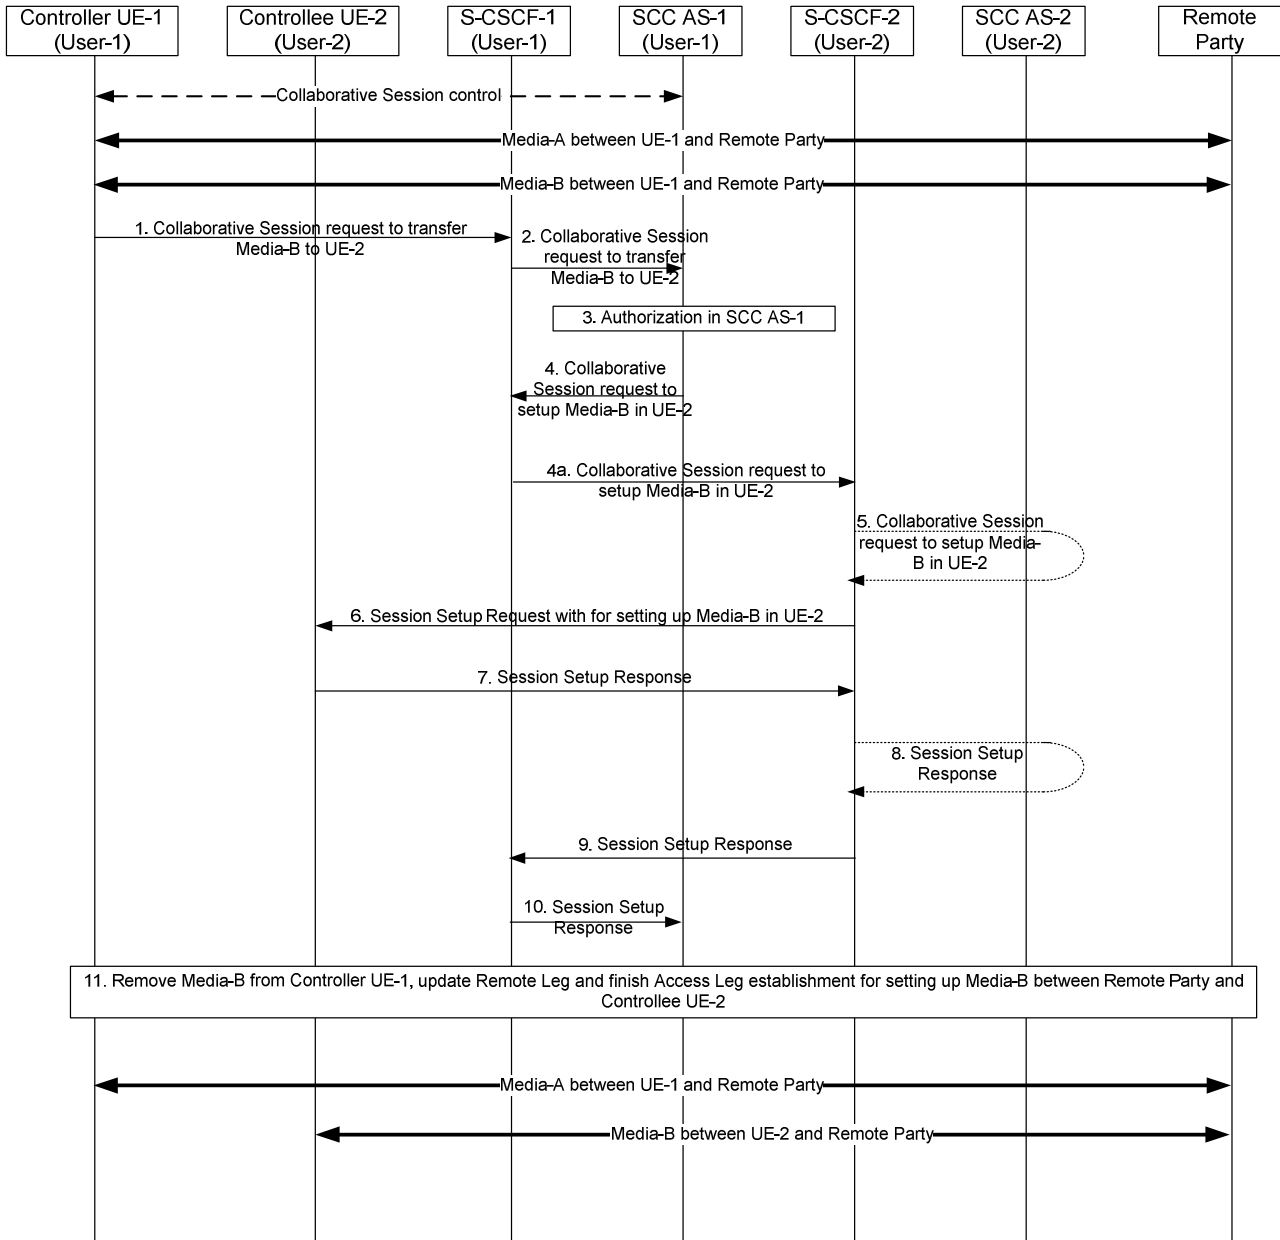 Controller UE-1
(User-1)
Controllee UE-2
(User-2)
S-CSCF-1
(User-1)
SCC AS-1
(User-1)
S-CSCF-2
(User-2)
SCC AS-2
(User-2)
Remote
Party
Collaborative Session control
Media-A between UE-1 and Remote Party
Media-B between UE-1 and Remote Party
1. Collaborative Session request to transfer
Media-B to UE-2
2. Collaborative Session
request to transfer
Media-B to UE-2
3. Authorization in SCC AS-1
4. Collaborative
Session request to
setup Media-B in UE-2
4a. Collaborative Session request to
setup Media-B in UE-2
5. Collaborative Session
request to setup Media-
B in UE-2
6. Session Setup Request with for setting up Media-B in UE-2
7. Session Setup Response
8. Session Setup
Response
9. Session Setup Response
10. Session Setup
Response
11. Remove Media-B from Controller UE-1, update Remote Leg and finish Access Leg establishment for setting up Media-B between Remote Party and
Controllee UE-2
Media-A between UE-1 and Remote Party
Media-B between UE-2 and Remote Party